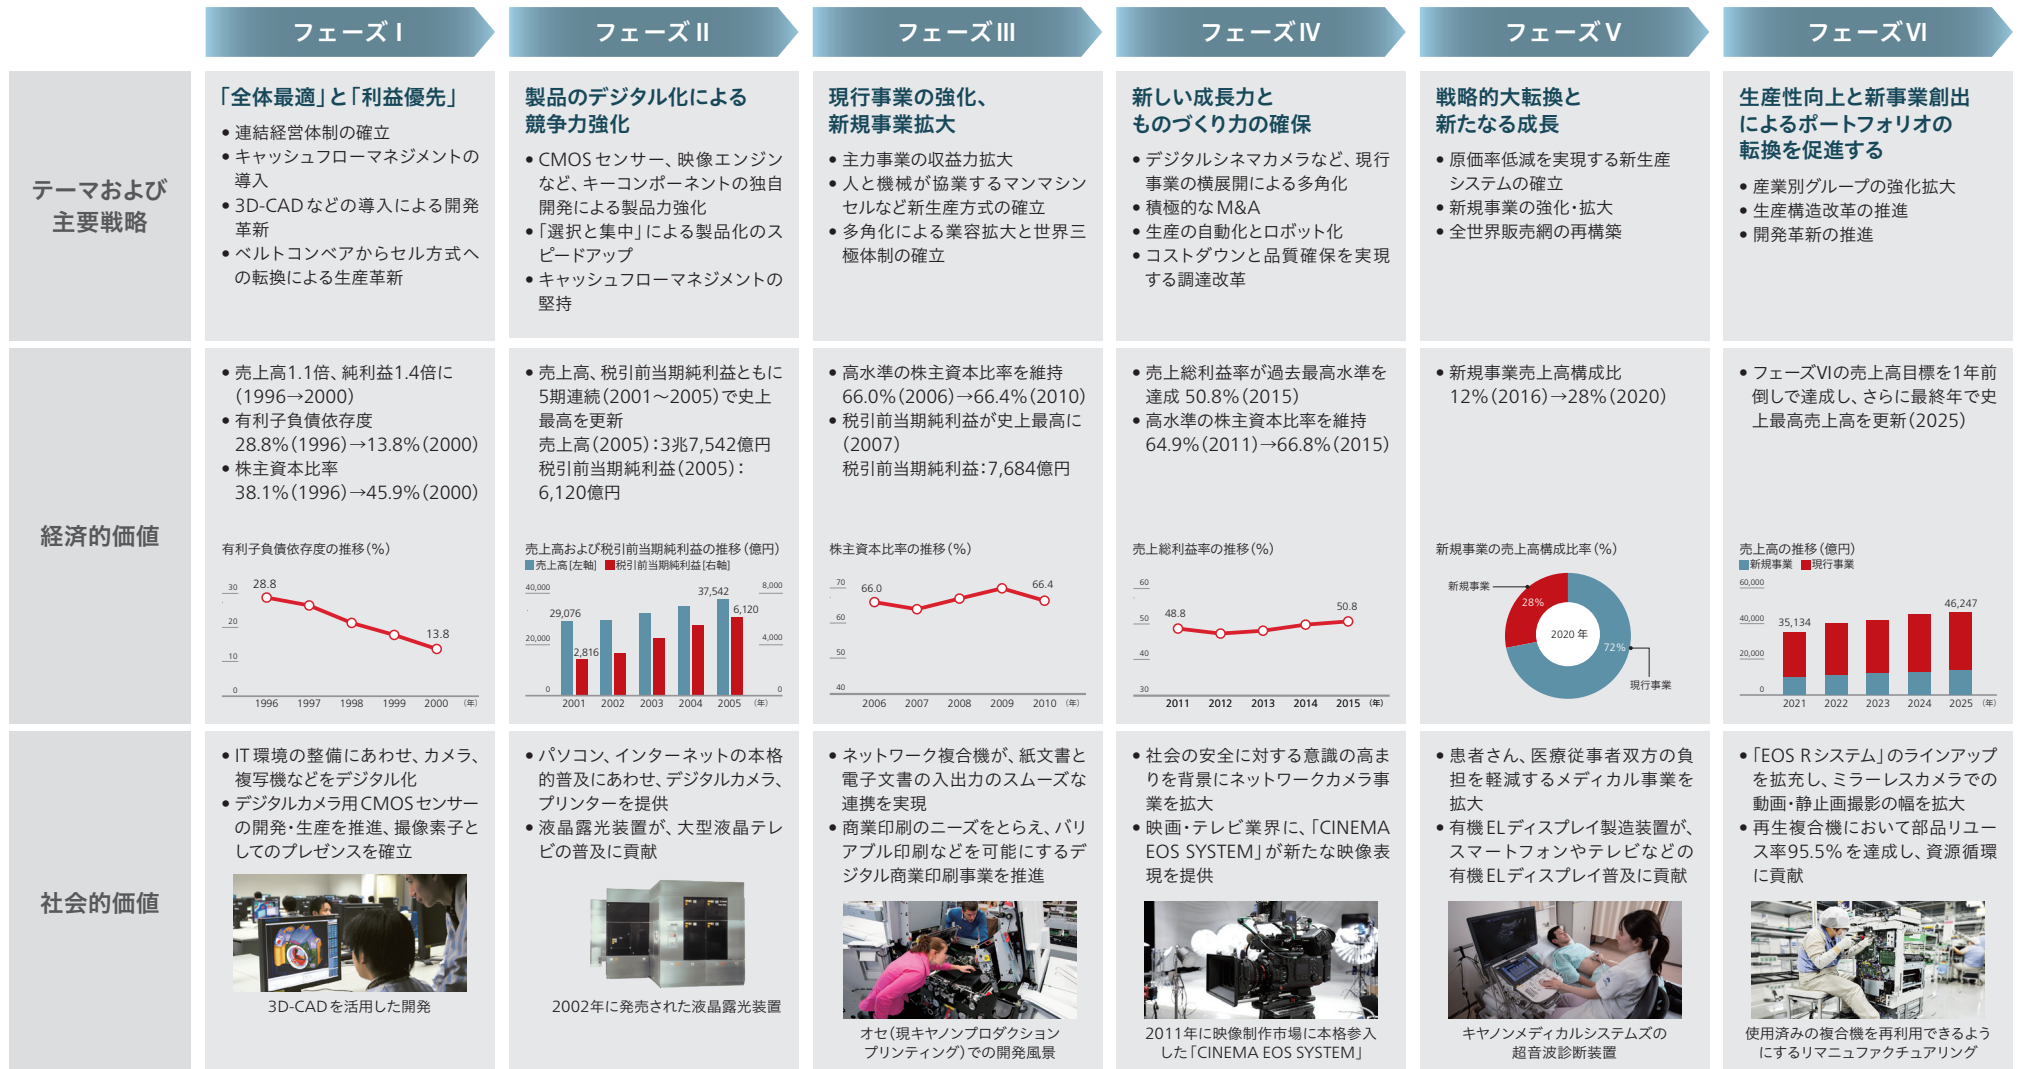 フェーズⅠ
フェーズⅡ
フェーズⅢ
フェーズⅣ
フェーズⅤ
フェーズⅥ
テーマおよび
主要戦略
「全体最適」と「利益優先」
• 連結経営体制の確立
• キャッシュフローマネジメントの
導入
• 3D-CADなどの導入による開発
革新
• ベルトコンベアからセル方式へ
の転換による生産革新
製品のデジタル化による
競争力強化
• CMOSセンサー、映像エンジン
など、キーコンポーネントの独自
開発による製品力強化
• 「選択と集中」による製品化のス
ピードアップ
• キャッシュフローマネジメントの
堅持
現行事業の強化、
新規事業拡大
• 主力事業の収益力拡大
• 人と機械が協業するマンマシン
セルなど新生産方式の確立
• 多角化による業容拡大と世界三
極体制の確立
新しい成長力と
ものづくり力の確保
• デジタルシネマカメラなど、現行
事業の横展開による多角化
• 積極的なM&A
• 生産の自動化とロボット化
• コストダウンと品質確保を実現
する調達改革
戦略的大転換と
新たなる成長
• 原価率低減を実現する新生産
システムの確立
• 新規事業の強化・拡大
• 全世界販売網の再構築
生産性向上と新事業創出
によるポートフォリオの
転換を促進する
• 産業別グループの強化拡大
• 生産構造改革の推進
• 開発革新の推進
経済的価値
• 売上高1.1倍、純利益1.4倍に
(1996→2000)
• 有利子負債依存度
28.8%(1996)→13.8%(2000)
• 株主資本比率
38.1%(1996)→45.9%(2000)
有利子負債依存度の推移(%)
30
20
10
0
28.8
13.8
1996 1997 1998 1999 2000 (年)
• 売上高、税引前当期純利益ともに
5期連続(2001～2005)で史上
最高を更新
売上高(2005):3兆7,542億円
税引前当期純利益(2005):
6,120億円
売上高および税引前当期純利益の推移(億円)
売上高[左軸] 税引前当期純利益[右軸]
40,000
20,000
0
8,000
4,000
0
29,076
2,816
37,542
6,120
2001 2002 2003 2004 2005 (年)
• 高水準の株主資本比率を維持
66.0%(2006)→66.4%(2010)
• 税引前当期純利益が史上最高に
(2007)
税引前当期純利益:7,684億円
株主資本比率の推移(%)
70
60
50
40
66.0
66.4
2006 2007 2008 2009 2010 (年)
• 売上総利益率が過去最高水準を
達成 50.8%(2015)
• 高水準の株主資本比率を維持
64.9%(2011)→66.8%(2015)
売上総利益率の推移(%)
60
50
40
30
48.8
50.8
2011 2012 2013 2014 2015 (年)
• 新規事業売上高構成比
12%(2016)→28%(2020)
新規事業の売上高構成比率(%)
新規事業
28%
2020年
72%
現行事業
• フェーズⅥの売上高目標を1年前
倒しで達成し、さらに最終年で史
上最高売上高を更新(2025)
売上高の推移(億円)
新規事業 現行事業
60,000
40,000
20,000
0
35,134
46,247
2021 2022 2023 2024 2025 (年)
社会的価値
• IT環境の整備にあわせ、カメラ、
複写機などをデジタル化
• デジタルカメラ用CMOSセンサー
の開発・生産を推進、撮像素子と
してのプレゼンスを確立
3D-CADを活用した開発
• パソコン、インターネットの本格
的普及にあわせ、デジタルカメラ、
プリンターを提供
• 液晶露光装置が、大型液晶テレ
ビの普及に貢献
2002年に発売された液晶露光装置
• ネットワーク複合機が、紙文書と
電子文書の入出力のスムーズな
連携を実現
• 商業印刷のニーズをとらえ、バリ
アブル印刷などを可能にするデ
ジタル商業印刷事業を推進
オセ(現キヤノンプロダクション
プリンティング)での開発風景
• 社会の安全に対する意識の高ま
りを背景にネットワークカメラ事
業を拡大
• 映画・テレビ業界に、「CINEMA
EOS SYSTEM」が新たな映像表
現を提供
2011年に映像制作市場に本格参入
した「CINEMA EOS SYSTEM」
• 患者さん、医療従事者双方の負
担を軽減するメディカル事業を
拡大
• 有機ELディスプレイ製造装置が、
スマートフォンやテレビなどの
有機ELディスプレイ普及に貢献
キヤノンメディカルシステムズの
超音波診断装置
• 「EOS Rシステム」のラインアップ
を拡充し、ミラーレスカメラでの
動画・静止画撮影の幅を拡大
• 再生複合機において部品リユー
ス率95.5%を達成し、資源循環
に貢献
使用済みの複合機を再利用できるよう
にするリマニュファクチュアリング